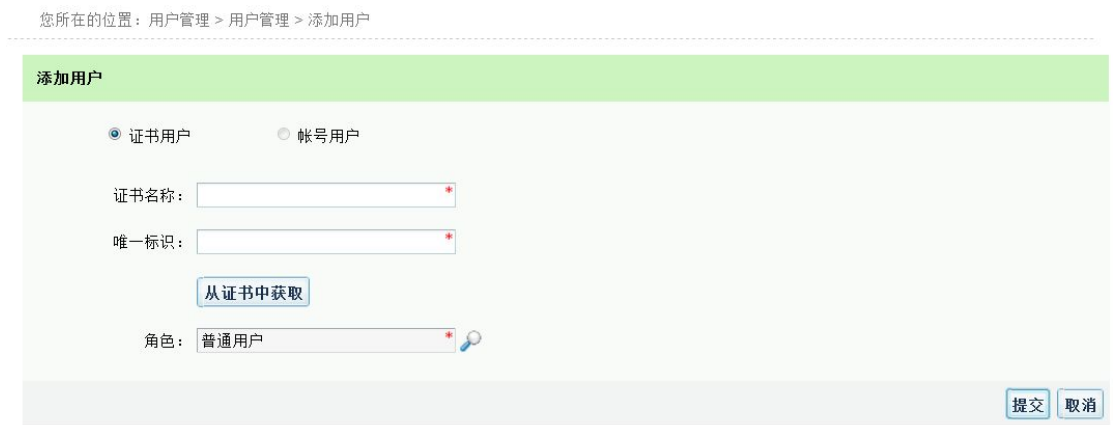 您所在的位置：用户管理 > 用户管理 > 添加用户
添加用户
证书用户 帐号用户
证书名称： *
唯一标识： *
从证书中获取
角色： 普通用户 *
提交 取消